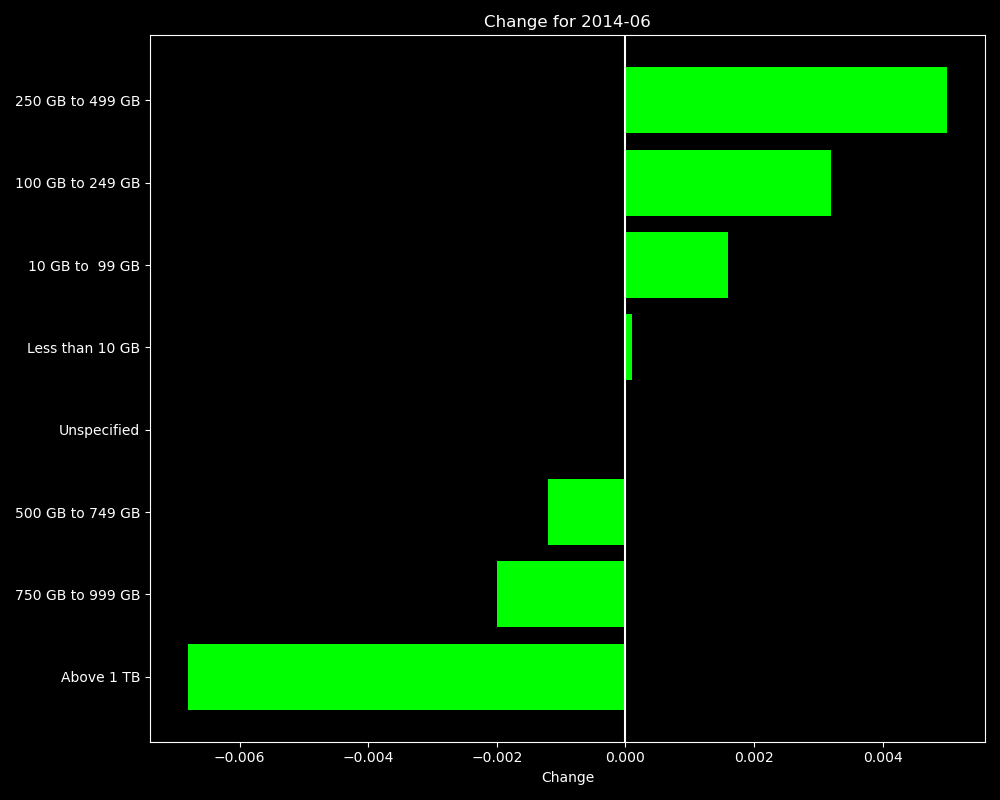 Change for 2014-06
250 GB to 499 GB
100 GB to 249 GB
10 GB to  99 GB
Less than 10 GB
Unspecified
500 GB to 749 GB
750 GB to 999 GB
Above 1 TB
−0.006 −0.004 −0.002 0.000 0.002 0.004
Change